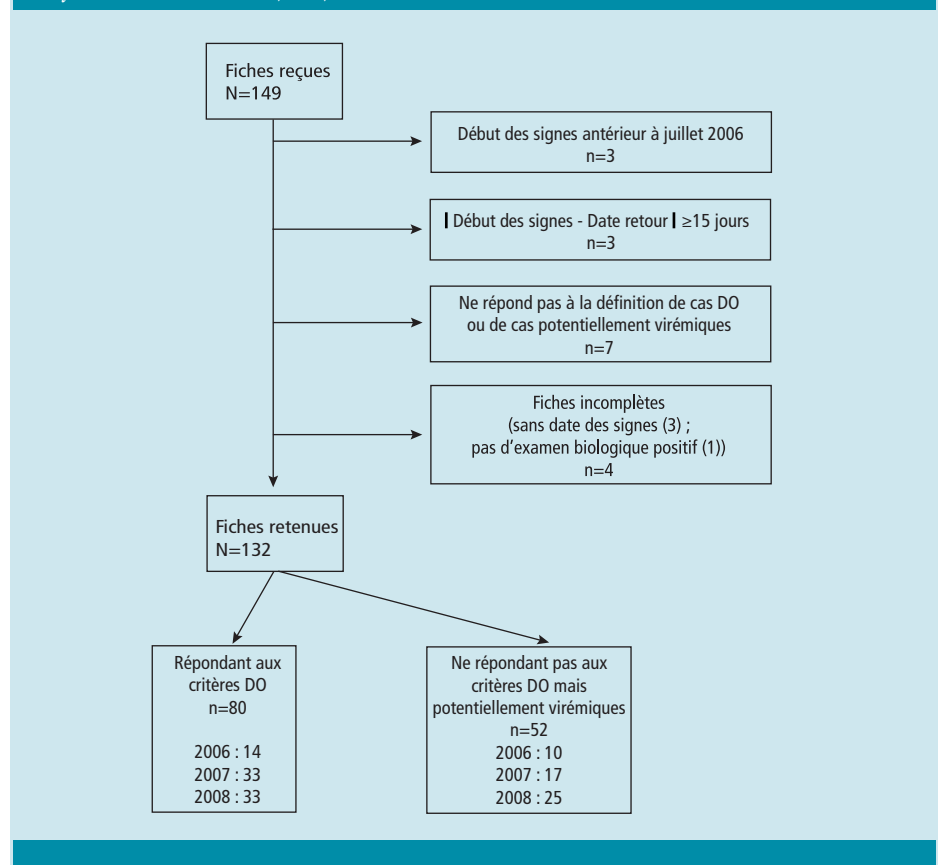 Fiches reçues
N=149
Début des signes antérieur à juillet 2006
n=3
| Début des signes - Date retour | ≥15 jours
n=3
Ne répond pas à la définition de cas DO
ou de cas potentiellement virémiques
n=7
Fiches incomplètes
(sans date des signes (3) ;
pas d'examen biologique positif (1))
n=4
Fiches retenues
N=132
Répondant aux
critères DO
n=80
2006 : 14
2007 : 33
2008 : 33
Ne répondant pas aux
critères DO mais
potentiellement virémiques
n=52
2006 : 10
2007 : 17
2008 : 25